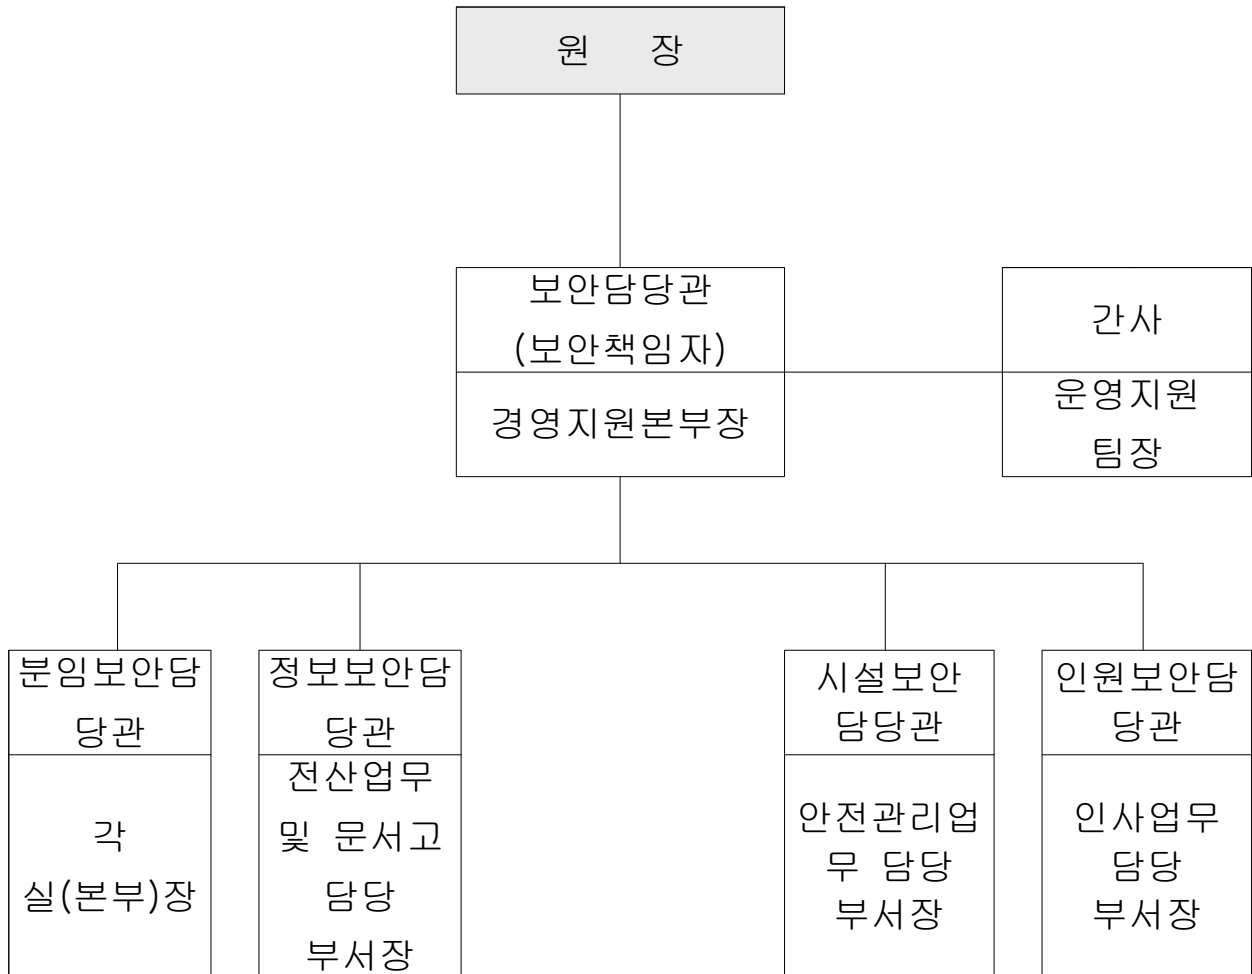 원 장
보안담당관
(보안책임자)
경영지원본부장
간사
운영지원
팀장
분임보안담
당관
각
실(본부)장
정보보안담
당관
전산업무
및 문서고
담당
부서장
시설보안
담당관
안전관리업
무 담당
부서장
인원보안담
당관
인사업무
담당
부서장